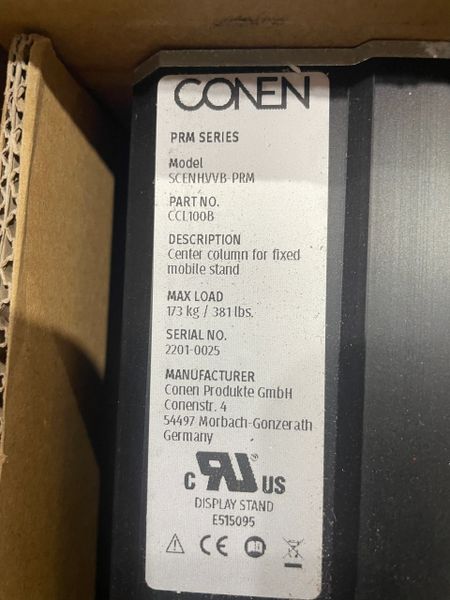 CONEN
PRM SERIES
Model
SCENHVVB-PRM
PART NO.
CCL100B
DESCRIPTION
Center column for fixed
mobile stand
MAX LOAD
173 kg / 381 lbs.
SERIAL NO.
2201-0025
MANUFACTURER
Conen Produkte GmbH
Conenstr. 4
54497 Morbach-Gonzerath
Germany
c RU® US
DISPLAY STAND
E515095
CE